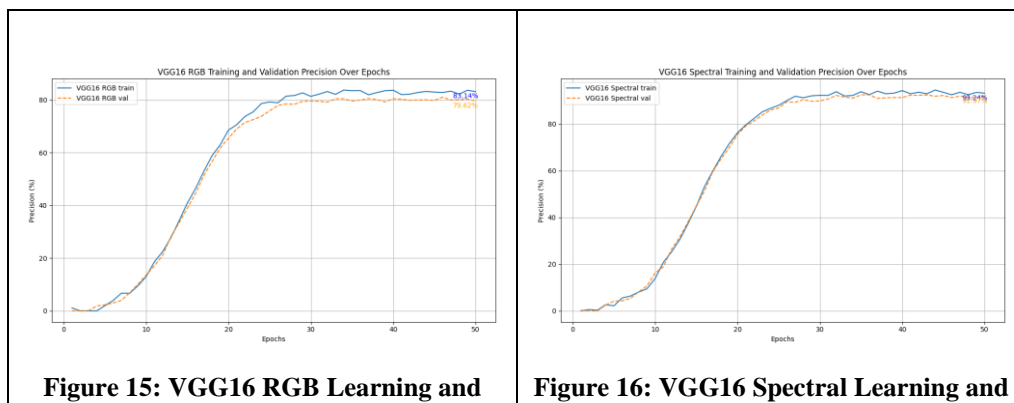 VGG16 RGB Training and Validation Precision Over Epochs
VGG16 RGB train
VGG16 RGB val
80
60
40
20
0
Precision (%)
83.14%
79.62%
0 10 20 30 40 50
Epochs
Figure 15: VGG16 RGB Learning and
VGG16 Spectral Training and Validation Precision Over Epochs
VGG16 Spectral train
VGG16 Spectral val
80
60
40
20
0
Precision (%)
93.24%
0 10 20 30 40 50
Epochs
Figure 16: VGG16 Spectral Learning and